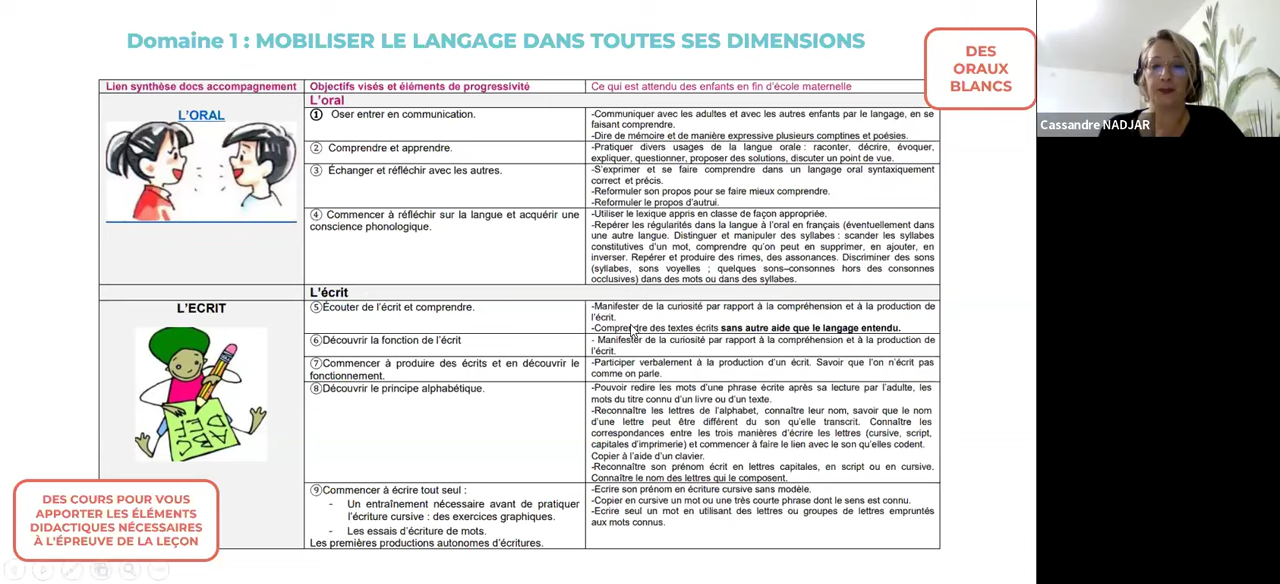 Domaine 1 : MOBILISER LE LANGAGE DANS TOUTES SES DIMENSIONS
DES
ORAUX
BLANCS
Cassandre NADJAR
Lien synthèse docs accompagnement
Objectifs visés et éléments de progressivité
Ce qui est attendu des enfants en fin d'école maternelle
L'oral
L'ORAL
① Oser entrer en communication.
-Communiquer avec les adultes et avec les autres enfants par le langage, en se
faisant comprendre.
-Dire de mémoire et de manière expressive plusieurs comptines et poésies.
② Comprendre et apprendre.
-Pratiquer divers usages de la langue orale : raconter, décrire, évoquer,
expliquer, questionner, proposer des solutions, discuter un point de vue.
③ Échanger et réfléchir avec les autres.
-S'exprimer et se faire comprendre dans un langage oral syntaxiquement
correct et précis.
-Reformuler son propos pour se faire mieux comprendre.
-Reformuler le propos d'autrui.
④ Commencer à réfléchir sur la langue et acquérir une
conscience phonologique.
-Utiliser le lexique appris en classe de façon appropriée.
-Repérer les régularités dans la langue à l'oral en français (éventuellement dans
une autre langue. Distinguer et manipuler des syllabes : scander les syllabes
constitutives d'un mot, comprendre qu'on peut en supprimer, en ajouter, en
inverser. Repérer et produire des rimes, des assonances. Discriminer des sons
(syllabes, sons voyelles ; quelques sons–consonnes hors des consonnes
occlusives) dans des mots ou dans des syllabes.
L'écrit
L'ECRIT
⑤Écouter de l'écrit et comprendre.
-Manifester de la curiosité par rapport à la compréhension et à la production de
l'écrit.
-Comprendre des textes écrits sans autre aide que le langage entendu.
⑥ Découvrir la fonction de l'écrit
- Manifester de la curiosité par rapport à la compréhension et à la production de
l'écrit.
⑦Commencer à produire des écrits et en découvrir le
fonctionnement.
-Participer verbalement à la production d'un écrit. Savoir que l'on n'écrit pas
comme on parle.
⑧Découvrir le principe alphabétique.
-Pouvoir redire les mots d'une phrase écrite après sa lecture par l'adulte, les
mots du titre connu d'un livre ou d'un texte.
-Reconnaître les lettres de l'alphabet, connaître leur nom, savoir que le nom
d'une lettre peut être différent du son qu'elle transcrit. Connaître les
correspondances entre les trois manières d'écrire les lettres (cursive, script,
capitales d'imprimerie) et commencer à faire le lien avec le son qu'elles codent.
Copier à l'aide d'un clavier.
-Reconnaître son prénom écrit en lettres capitales, en script ou en cursive.
Connaître le nom des lettres qui le composent.
⑨Commencer à écrire tout seul :
- Un entraînement nécessaire avant de pratiquer
l'écriture cursive : des exercices graphiques.
- Les essais d'écriture de mots.
Les premières productions autonomes d'écritures.
-Ecrire son prénom en écriture cursive sans modèle.
-Copier en cursive un mot ou une très courte phrase dont le sens est connu.
-Ecrire seul un mot en utilisant des lettres ou groupes de lettres empruntés
aux mots connus.
DES COURS POUR VOUS
APPORTER LES ÉLÉMENTS
DIDACTIQUES NÉCESSAIRES
À L'ÉPREUVE DE LA LEÇON